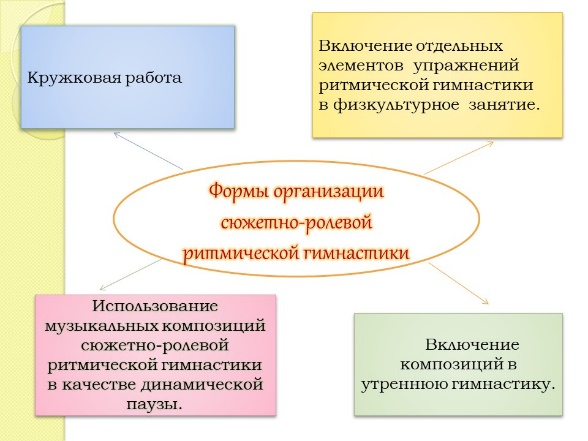 Кружковая работа
Включение отдельных
элементов упражнений
ритмической гимнастики
в физкультурное занятие.
Формы организации
сюжетно-ролевой
ритмической гимнастики
Использование
музыкальных композиций
сюжетно-ролевой
ритмической гимнастики
в качестве динамической
паузы.
Включение
композиций в
утреннюю гимнастику.